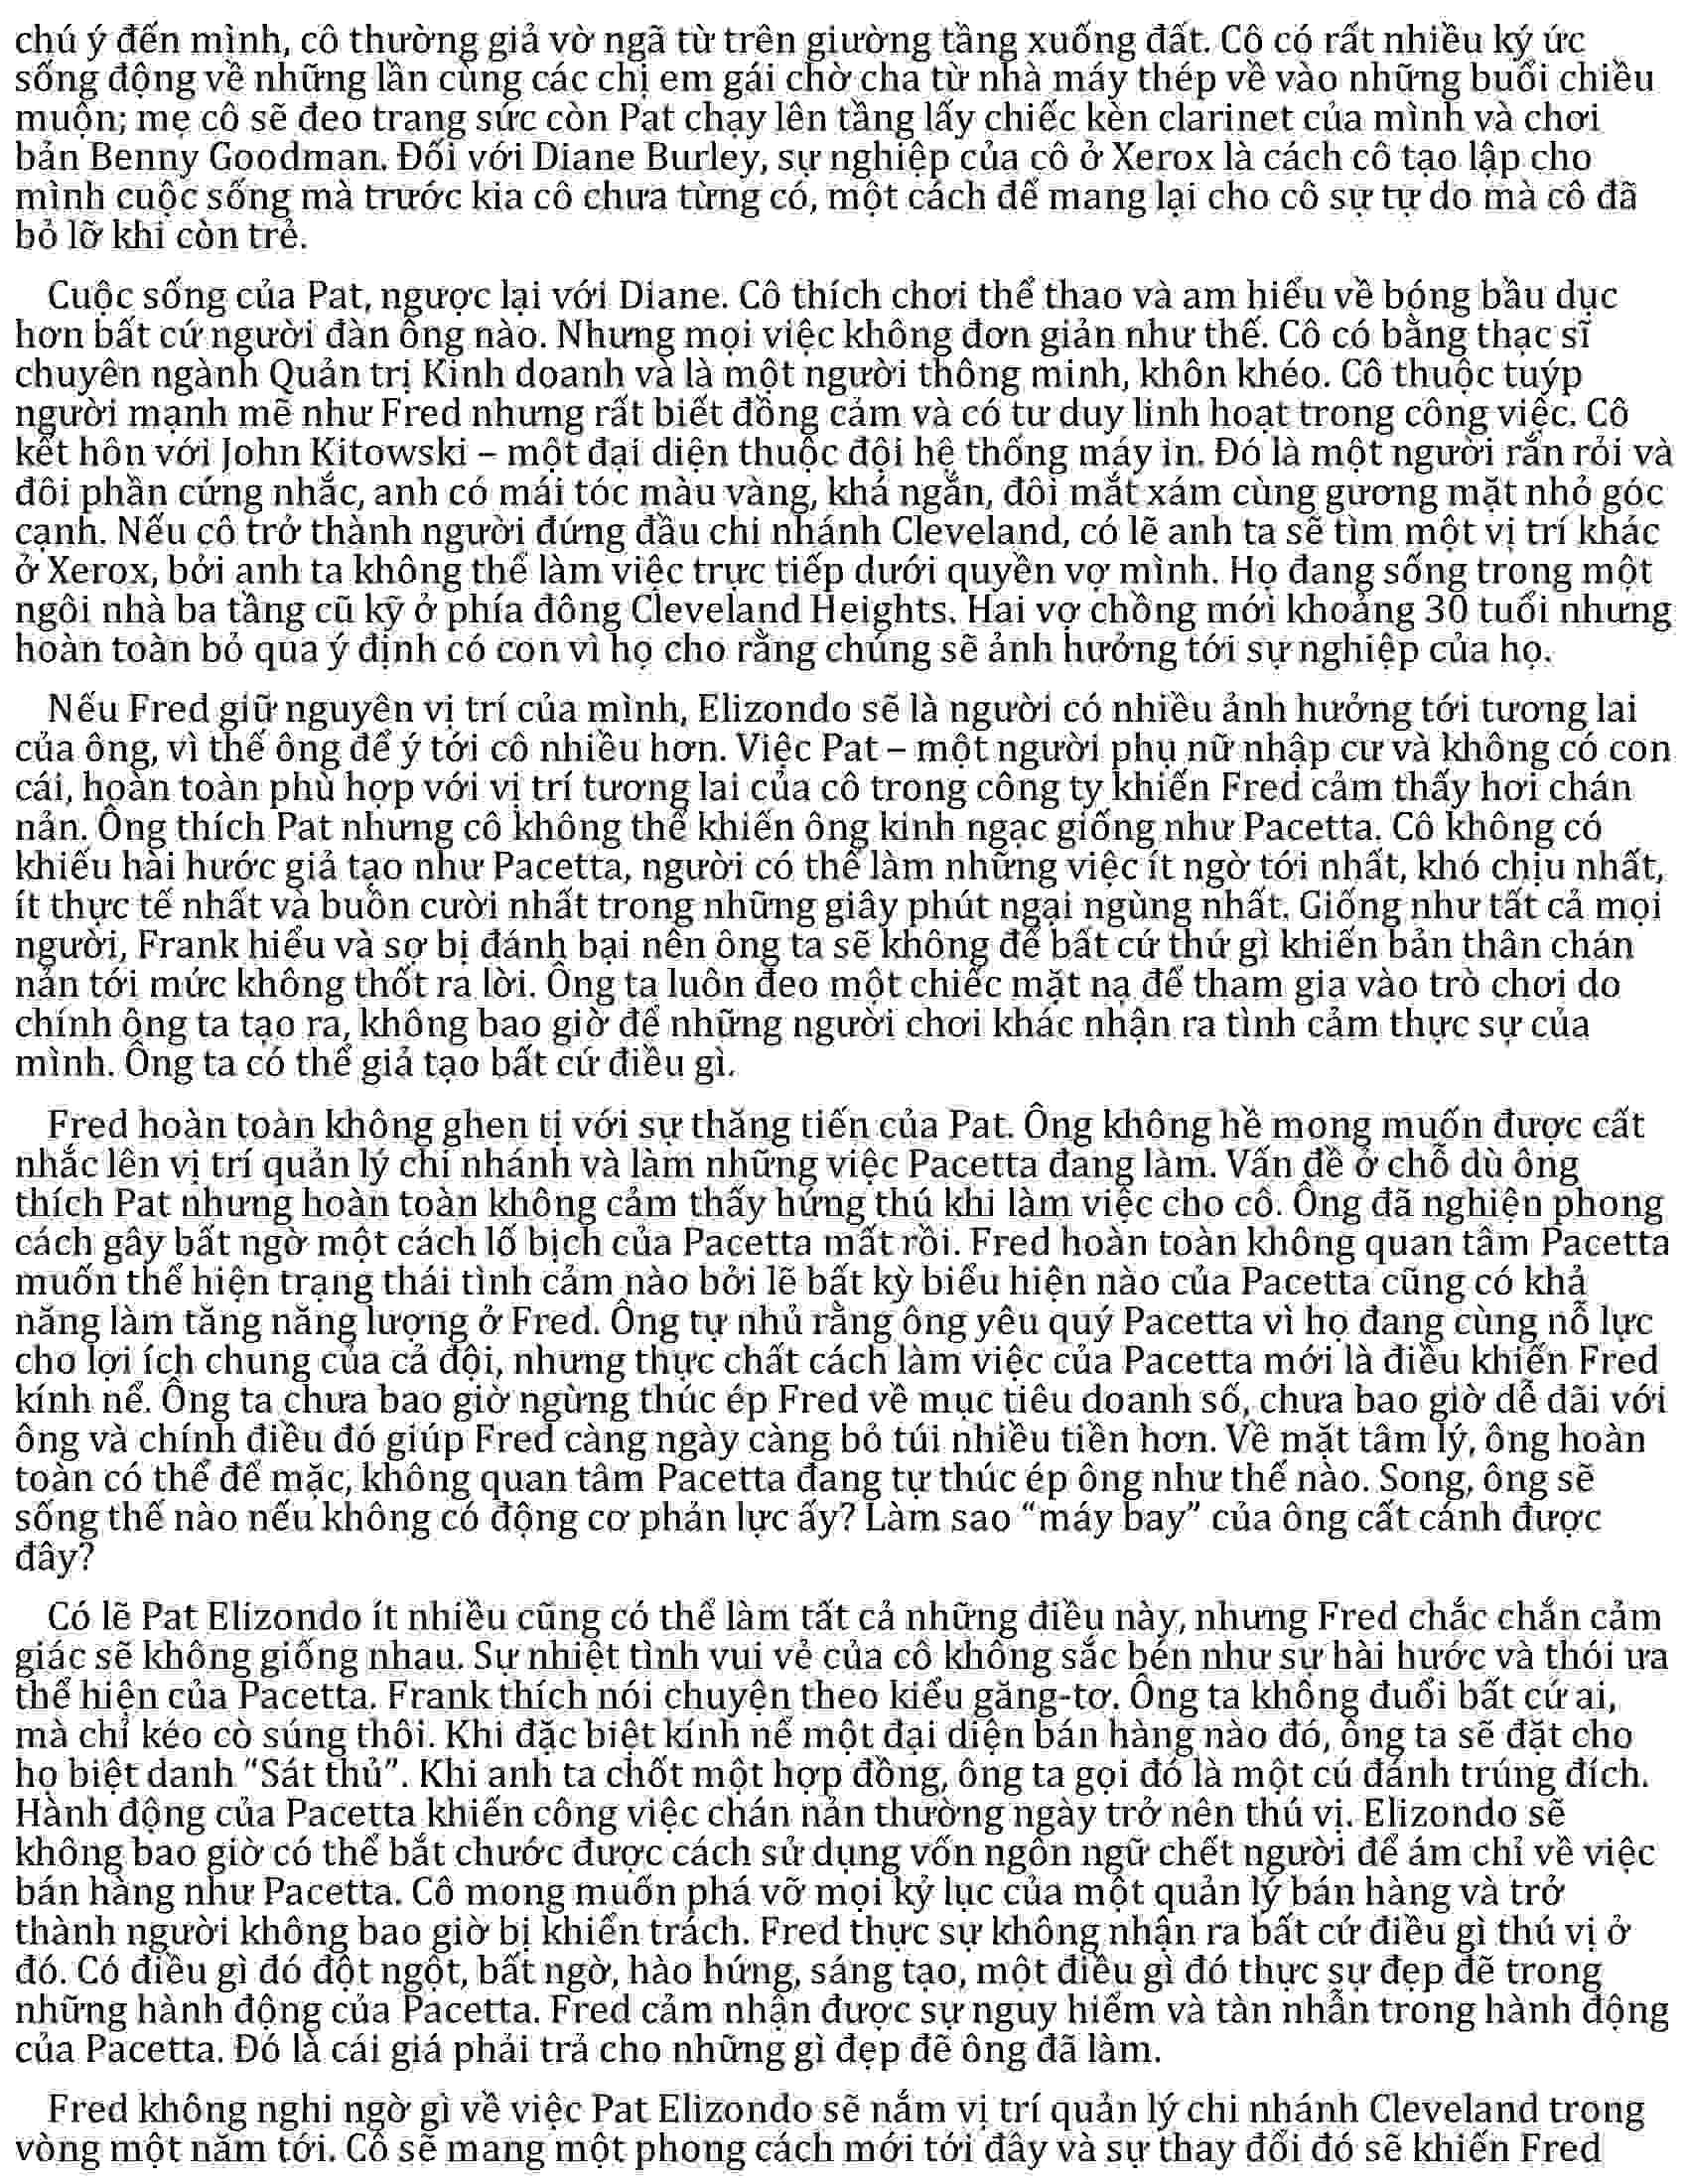 chú ý đến mình, cô thường giả vờ ngã từ trên giường tầng xuống đất. Cô có rất nhiều ký ức
sống động về những lần cùng các chị em gái chờ cha từ nhà máy thép về vào những buổi chiều
muộn; mẹ cô sẽ đeo trang sức còn Pat chạy lên tầng lấy chiếc kèn clarinet của mình và chơi
bản Benny Goodman. Đối với Diane Burley, sự nghiệp của cô ở Xerox là cách cô tạo lập cho
mình cuộc sống mà trước kia cô chưa từng có, một cách để mang lại cho cô sự tự do mà cô đã
bỏ lỡ khi còn trẻ.
Cuộc sống của Pat, ngược lại với Diane. Cô thích chơi thể thao và am hiểu về bóng bầu dục
hơn bất cứ người đàn ông nào. Nhưng mọi việc không đơn giản như thế. Cô có bằng thạc sĩ
chuyên ngành Quản trị Kinh doanh và là một người thông minh, khôn khéo. Cô thuộc tuýp
người mạnh mẽ như Fred nhưng rất biết đồng cảm và có tư duy linh hoạt trong công việc. Cô
kết hôn với John Kitowski – một đại diện thuộc đội hệ thống máy in. Đó là một người rắn rỏi và
đôi phần cứng nhắc, anh có mái tóc màu vàng, khá ngắn, đôi mắt xám cùng gương mặt nhỏ góc
cạnh. Nếu cô trở thành người đứng đầu chi nhánh Cleveland, có lẽ anh ta sẽ tìm một vị trí khác
ở Xerox, bởi anh ta không thể làm việc trực tiếp dưới quyền vợ mình. Họ đang sống trong một
ngôi nhà ba tầng cũ kỹ ở phía đông Cleveland Heights. Hai vợ chồng mới khoảng 30 tuổi nhưng
hoàn toàn bỏ qua ý định có con vì họ cho rằng chúng sẽ ảnh hưởng tới sự nghiệp của họ.
Nếu Fred giữ nguyên vị trí của mình, Elizondo sẽ là người có nhiều ảnh hưởng tới tương lai
của ông, vì thế ông để ý tới cô nhiều hơn. Việc Pat – một người phụ nữ nhập cư và không có con
cái, hoàn toàn phù hợp với vị trí tương lai của cô trong công ty khiến Fred cảm thấy hơi chán
nản. Ông thích Pat nhưng cô không thể khiến ông kinh ngạc giống như Pacetta. Cô không có
khiếu hài hước giả tạo như Pacetta, người có thể làm những việc ít ngờ tới nhất, khó chịu nhất,
ít thực tế nhất và buồn cười nhất trong những giây phút ngại ngùng nhất. Giống như tất cả mọi
người, Frank hiểu và sợ bị đánh bại nên ông ta sẽ không để bất cứ thứ gì khiến bản thân chán
nản tới mức không thốt ra lời. Ông ta luôn đeo một chiếc mặt nạ để tham gia vào trò chơi do
chính ông ta tạo ra, không bao giờ để những người chơi khác nhận ra tình cảm thực sự của
mình. Ông ta có thể giả tạo bất cứ điều gì.
Fred hoàn toàn không ghen tị với sự thăng tiến của Pat. Ông không hề mong muốn được cất
nhắc lên vị trí quản lý chi nhánh và làm những việc Pacetta đang làm. Vấn đề ở chỗ dù ông
thích Pat nhưng hoàn toàn không cảm thấy hứng thú khi làm việc cho cô. Ông đã nghiện phong
cách gây bất ngờ một cách lố bịch của Pacetta mất rồi. Fred hoàn toàn không quan tâm Pacetta
muốn thể hiện trạng thái tình cảm nào bởi lẽ bất kỳ biểu hiện nào của Pacetta cũng có khả
năng làm tăng năng lượng ở Fred. Ông tự nhủ rằng ông yêu quý Pacetta vì họ đang cùng nỗ lực
cho lợi ích chung của cả đội, nhưng thực chất cách làm việc của Pacetta mới là điều khiến Fred
kính nể. Ông ta chưa bao giờ ngừng thúc ép Fred về mục tiêu doanh số, chưa bao giờ dễ dãi với
ông và chính điều đó giúp Fred càng ngày càng bỏ túi nhiều tiền hơn. Về mặt tâm lý, ông hoàn
toàn có thể để mặc, không quan tâm Pacetta đang tự thúc ép ông như thế nào. Song, ông sẽ
sống thế nào nếu không có động cơ phản lực ấy? Làm sao “máy bay” của ông cất cánh được
đây?
Có lẽ Pat Elizondo ít nhiều cũng có thể làm tất cả những điều này, nhưng Fred chắc chắn cảm
giác sẽ không giống nhau. Sự nhiệt tình vui vẻ của cô không sắc bén như sự hài hước và thói ưa
thể hiện của Pacetta. Frank thích nói chuyện theo kiểu găng-tơ. Ông ta không đuổi bất cứ ai,
mà chỉ kéo cò súng thôi. Khi đặc biệt kính nể một đại diện bán hàng nào đó, ông ta sẽ đặt cho
họ biệt danh “Sát thủ”. Khi anh ta chốt một hợp đồng, ông ta gọi đó là một cú đánh trúng đích.
Hành động của Pacetta khiến công việc chán nản thường ngày trở nên thú vị. Elizondo sẽ
không bao giờ có thể bắt chước được cách sử dụng vốn ngôn ngữ chết người để ám chỉ về việc
bán hàng như Pacetta. Cô mong muốn phá vỡ mọi kỷ lục của một quản lý bán hàng và trở
thành người không bao giờ bị khiển trách. Fred thực sự không nhận ra bất cứ điều gì thú vị ở
đó. Có điều gì đó đột ngột, bất ngờ, hào hứng, sáng tạo, một điều gì đó thực sự đẹp đẽ trong
những hành động của Pacetta. Fred cảm nhận được sự nguy hiểm và tàn nhẫn trong hành động
của Pacetta. Đó là cái giá phải trả cho những gì đẹp đẽ ông đã làm.
Fred không nghi ngờ gì về việc Pat Elizondo sẽ nắm vị trí quản lý chi nhánh Cleveland trong
vòng một năm tới. Cô sẽ mang một phong cách mới tới đây và sự thay đổi đó sẽ khiến Fred